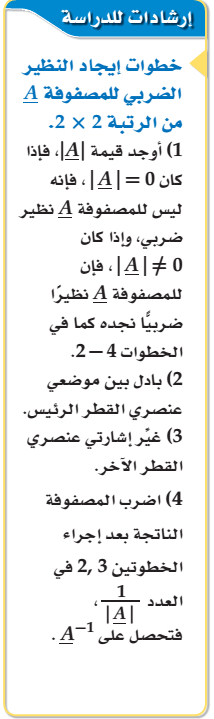 إرشادات للدراسة
خطوات إيجاد النظير
الضربي للمصفوفة A
من الرتبة 2 × 2.
1) أوجد قيمة |A|، فإذا
كان |A| = 0 ، فإنه
ليس للمصفوفة A نظير
ضربي، وإذا كان
|A| ≠ 0 ، فإن
للمصفوفة A نظيرًا
ضربيًّا نجده كما في
الخطوات 4 – 2.
2) بادل بين موضعي
عنصري القطر الرئيس.
3) غيِّر إشارتي عنصري
القطر الآخر.
4) اضرب المصفوفة
الناتجة بعد إجراء
الخطوتين 3 ,2 في
العدد 1/|A| ،
فتحصل على A⁻¹ .